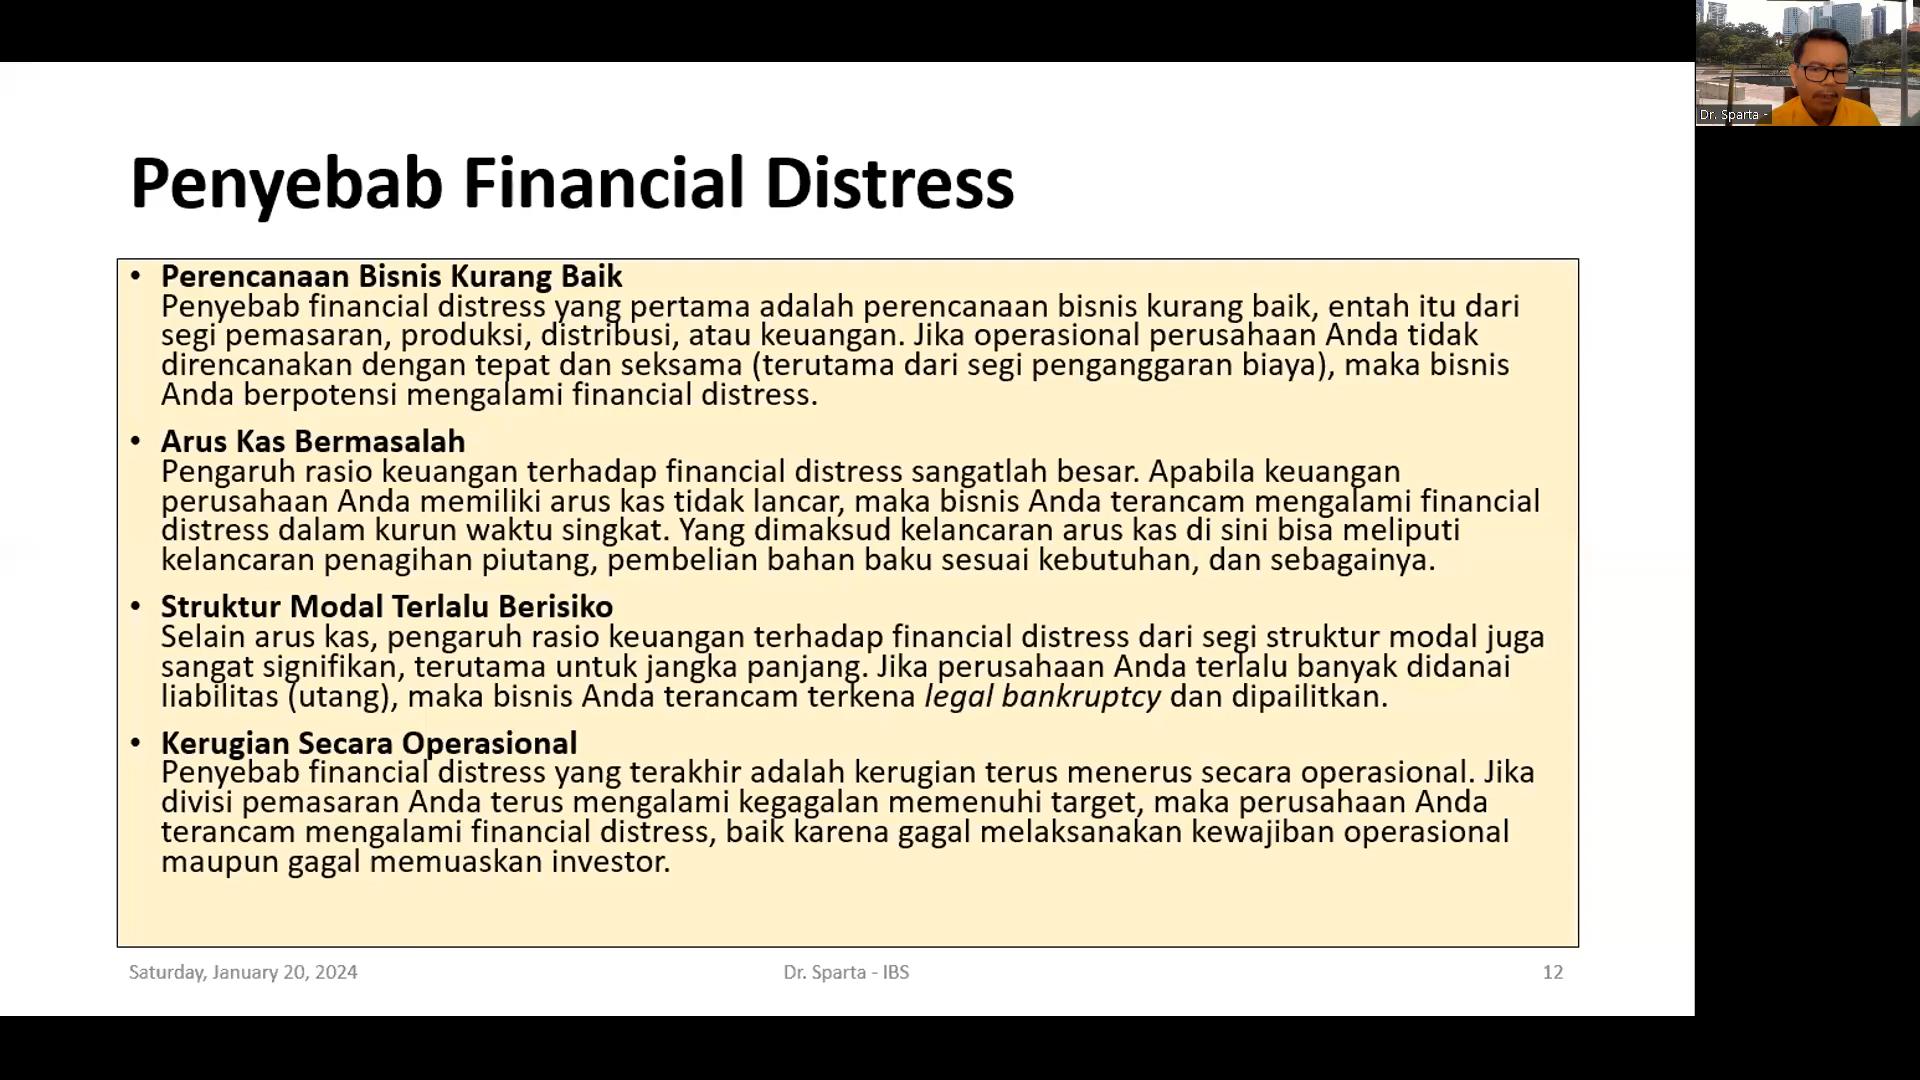 Dr. Sparta -
Penyebab Financial Distress
• Perencanaan Bisnis Kurang Baik
Penyebab financial distress yang pertama adalah perencanaan bisnis kurang baik, entah itu dari
segi pemasaran, produksi, distribusi, atau keuangan. Jika operasional perusahaan Anda tidak
direncanakan dengan tepat dan seksama (terutama dari segi penganggaran biaya), maka bisnis
Anda berpotensi mengalami financial distress.
• Arus Kas Bermasalah
Pengaruh rasio keuangan terhadap financial distress sangatlah besar. Apabila keuangan
perusahaan Anda memiliki arus kas tidak lancar, maka bisnis Anda terancam mengalami financial
distress dalam kurun waktu singkat. Yang dimaksud kelancaran arus kas di sini bisa meliputi
kelancaran penagihan piutang, pembelian bahan baku sesuai kebutuhan, dan sebagainya.
• Struktur Modal Terlalu Berisiko
Selain arus kas, pengaruh rasio keuangan terhadap financial distress dari segi struktur modal juga
sangat signifikan, terutama untuk jangka panjang. Jika perusahaan Anda terlalu banyak didanai
liabilitas (utang), maka bisnis Anda terancam terkena legal bankruptcy dan dipailitkan.
• Kerugian Secara Operasional
Penyebab financial distress yang terakhir adalah kerugian terus menerus secara operasional. Jika
divisi pemasaran Anda terus mengalami kegagalan memenuhi target, maka perusahaan Anda
terancam mengalami financial distress, baik karena gagal melaksanakan kewajiban operasional
maupun gagal memuaskan investor.
Saturday, January 20, 2024
Dr. Sparta - IBS
12